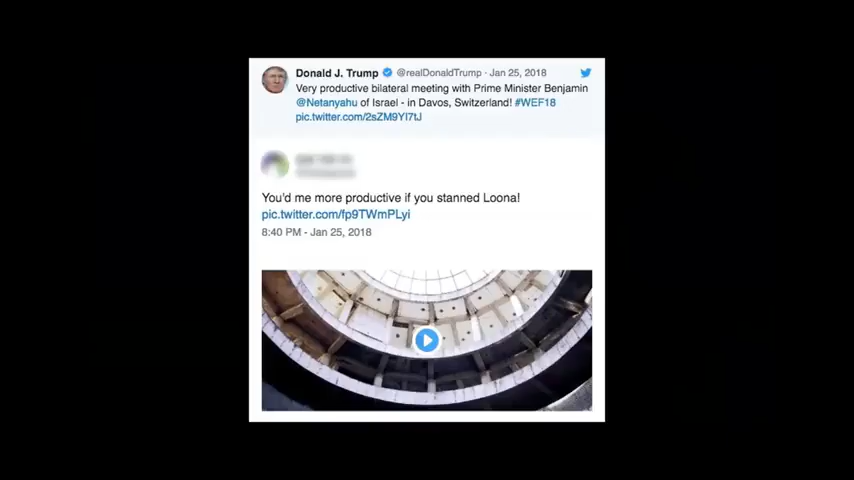 Donald J. Trump @realDonaldTrump · Jan 25, 2018
Very productive bilateral meeting with Prime Minister Benjamin
@Netanyahu of Israel - in Davos, Switzerland! #WEF18
pic.twitter.com/2sZM9YI7tJ
You'd me more productive if you stanned Loona!
pic.twitter.com/fp9TWmPLyi
8:40 PM - Jan 25, 2018